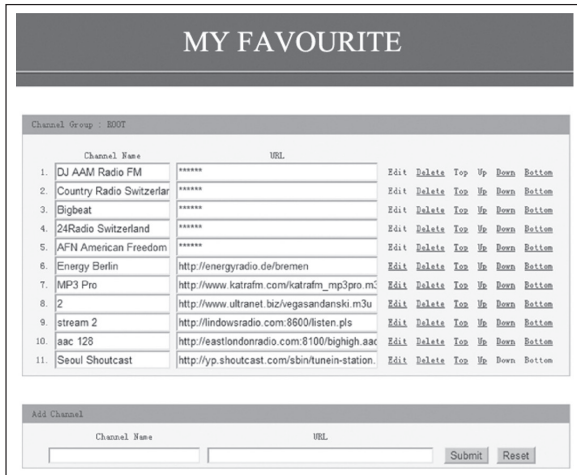 MY FAVOURITE
Channel Group : ROOT
Channel Name URL
1. DJ AAM Radio FM ****** Edit Delete Top Up Down Bottom
2. Country Radio Switzerlar ****** Edit Delete Top Up Down Bottom
3. Bigbeat ****** Edit Delete Top Up Down Bottom
4. 24Radio Switzerland ****** Edit Delete Top Up Down Bottom
5. AFN American Freedom ****** Edit Delete Top Up Down Bottom
6. Energy Berlin http://energyradio.de/bremen Edit Delete Top Up Down Bottom
7. MP3 Pro http://www.katrafm.com/katrafm_mp3pro.m3 Edit Delete Top Up Down Bottom
8. 2 http://www.ultranet.biz/vegasandanski.m3u Edit Delete Top Up Down Bottom
9. stream 2 http://lindowsradio.com:8600/listen.pls Edit Delete Top Up Down Bottom
10. aac 128 http://eastlondonradio.com:8100/bighigh.aac Edit Delete Top Up Down Bottom
11. Seoul Shoutcast http://yp.shoutcast.com/sbin/tunein-station. Edit Delete Top Up Down Bottom
Add Channel
Channel Name URL
Submit Reset